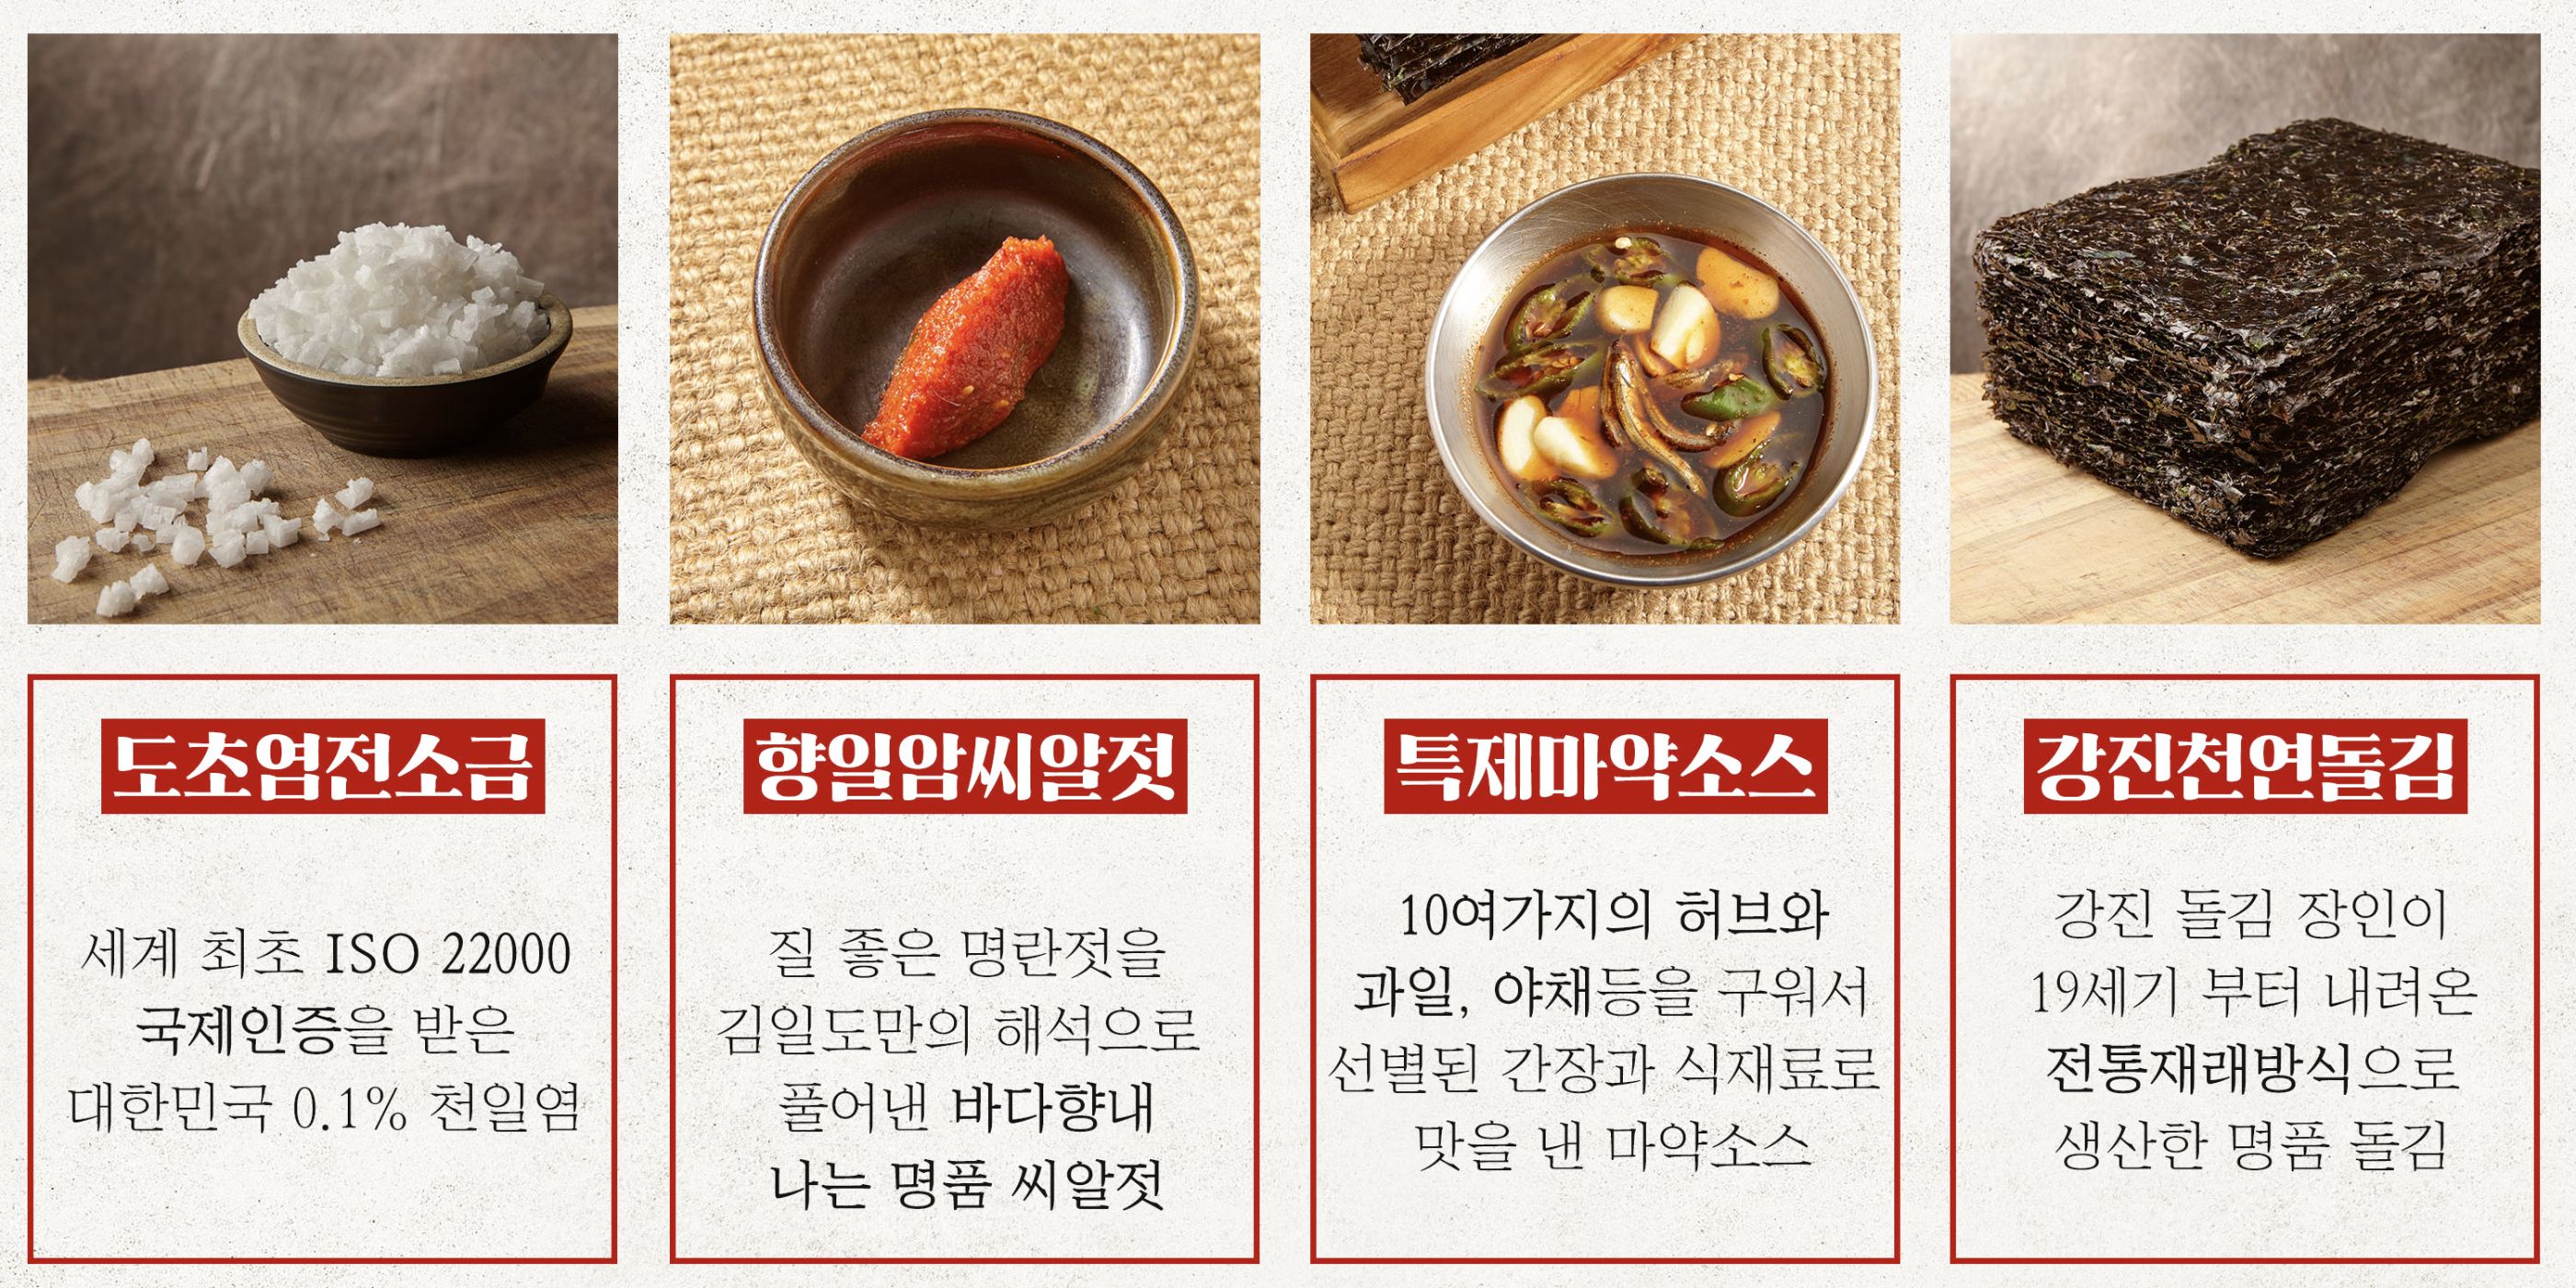 도초염전소금
세계 최초 ISO 22000
국제인증을 받은
대한민국 0.1% 천일염
향일암씨알젓
질 좋은 명란젓을
김일도만의 해석으로
풀어낸 바다향내
나는 명품 씨알젓
특제마약소스
10여가지의 허브와
과일, 야채등을 구워서
선별된 간장과 식재료로
맛을 낸 마약소스
강진천연돌김
강진 돌김 장인이
19세기 부터 내려온
전통재래방식으로
생산한 명품 돌김